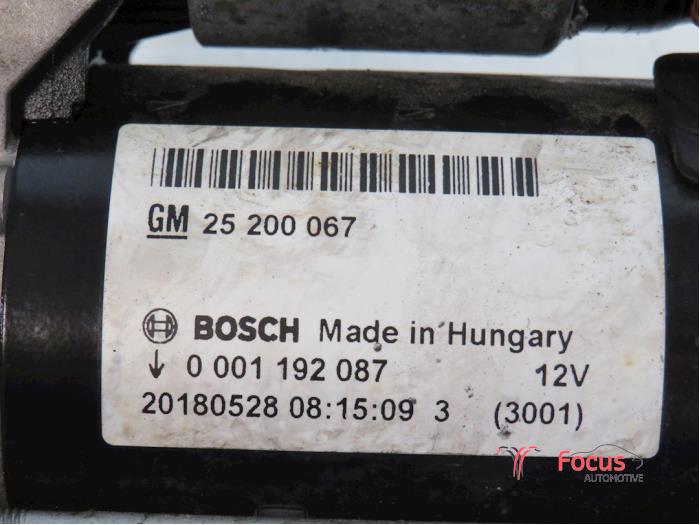 GM 25 200 067
BOSCH Made in Hungary
0 001 192 087 12V
20180528 08:15:09 3 (3001)
Focus
AUTOMOTIVE